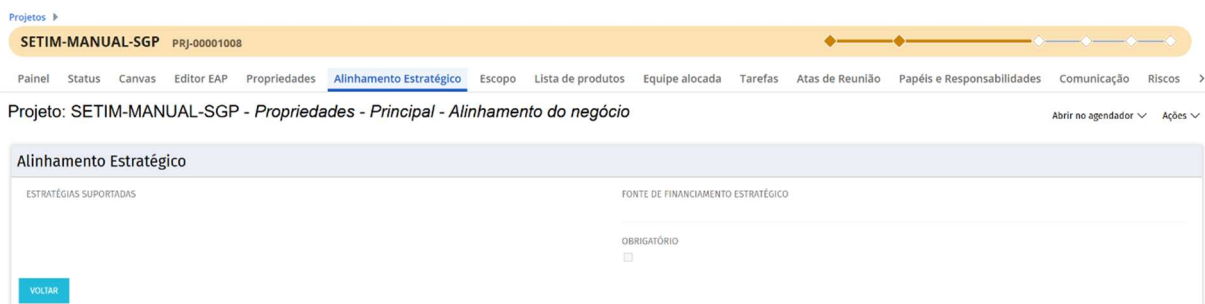 Projetos
SETIM-MANUAL-SGP PRJ-00001008
Painel Status Canvas Editor EAP Propriedades Alinhamento Estratégico Escopo Lista de produtos Equipe alocada Tarefas Atas de Reunião Papéis e Responsabilidades Comunicação Riscos
Projeto: SETIM-MANUAL-SGP - Propriedades - Principal - Alinhamento do negócio
Abrir no agendador Ações
Alinhamento Estratégico
ESTRATÉGIAS SUPORTADAS FONTE DE FINANCIAMENTO ESTRATÉGICO
OBRIGATÓRIO
VOLTAR